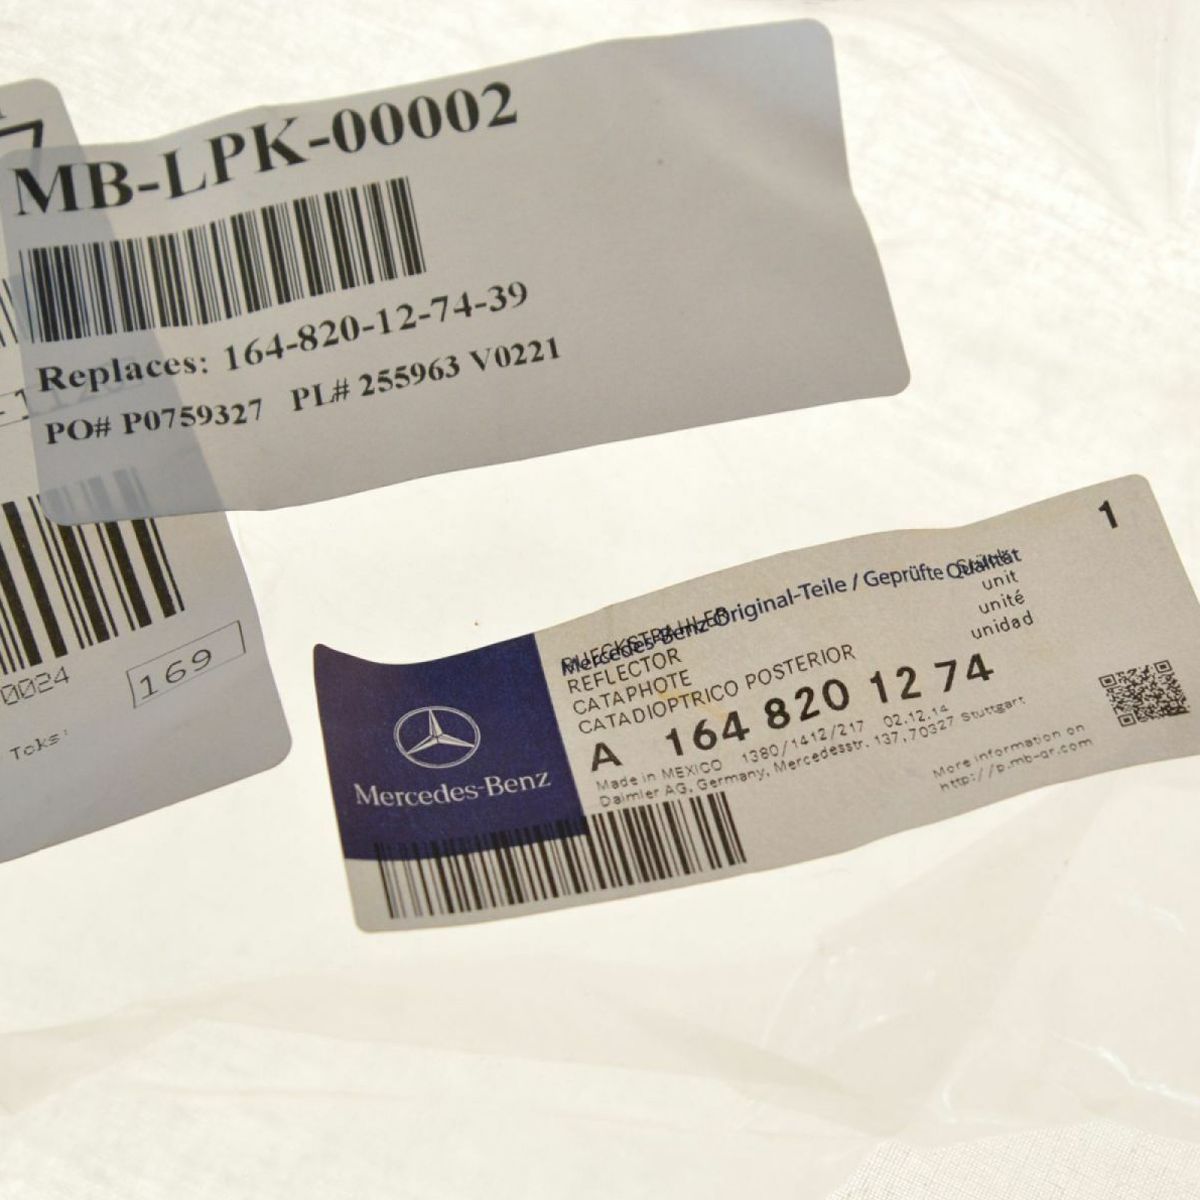 MB-LPK-00002
Replaces: 164-820-12-74-39
PO# P0759327 PL# 255963 V0221
0024
169
Toks:
1
Mercedes-Benz Original-Teile / Geprüfte Qualität
Stück
unit
unité
unidad
RUECKSTRAHLER
REFLECTOR
CATAPHOTE
CATADIOPTRICO POSTERIOR
A 164 820 12 74
Made in MEXICO 1380/1412/217 02.12.14
Daimler AG, Germany, Mercedesstr. 137,70327 Stuttgart
More information on
http://p.mb-qr.com
Mercedes-Benz